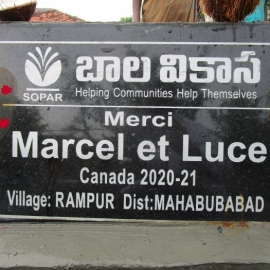 బాల వికాస
SOPAR
Helping Communities Help Themselves
Merci
Marcel et Luce
Canada 2020-21
Village: RAMPUR Dist:MAHABUBABAD